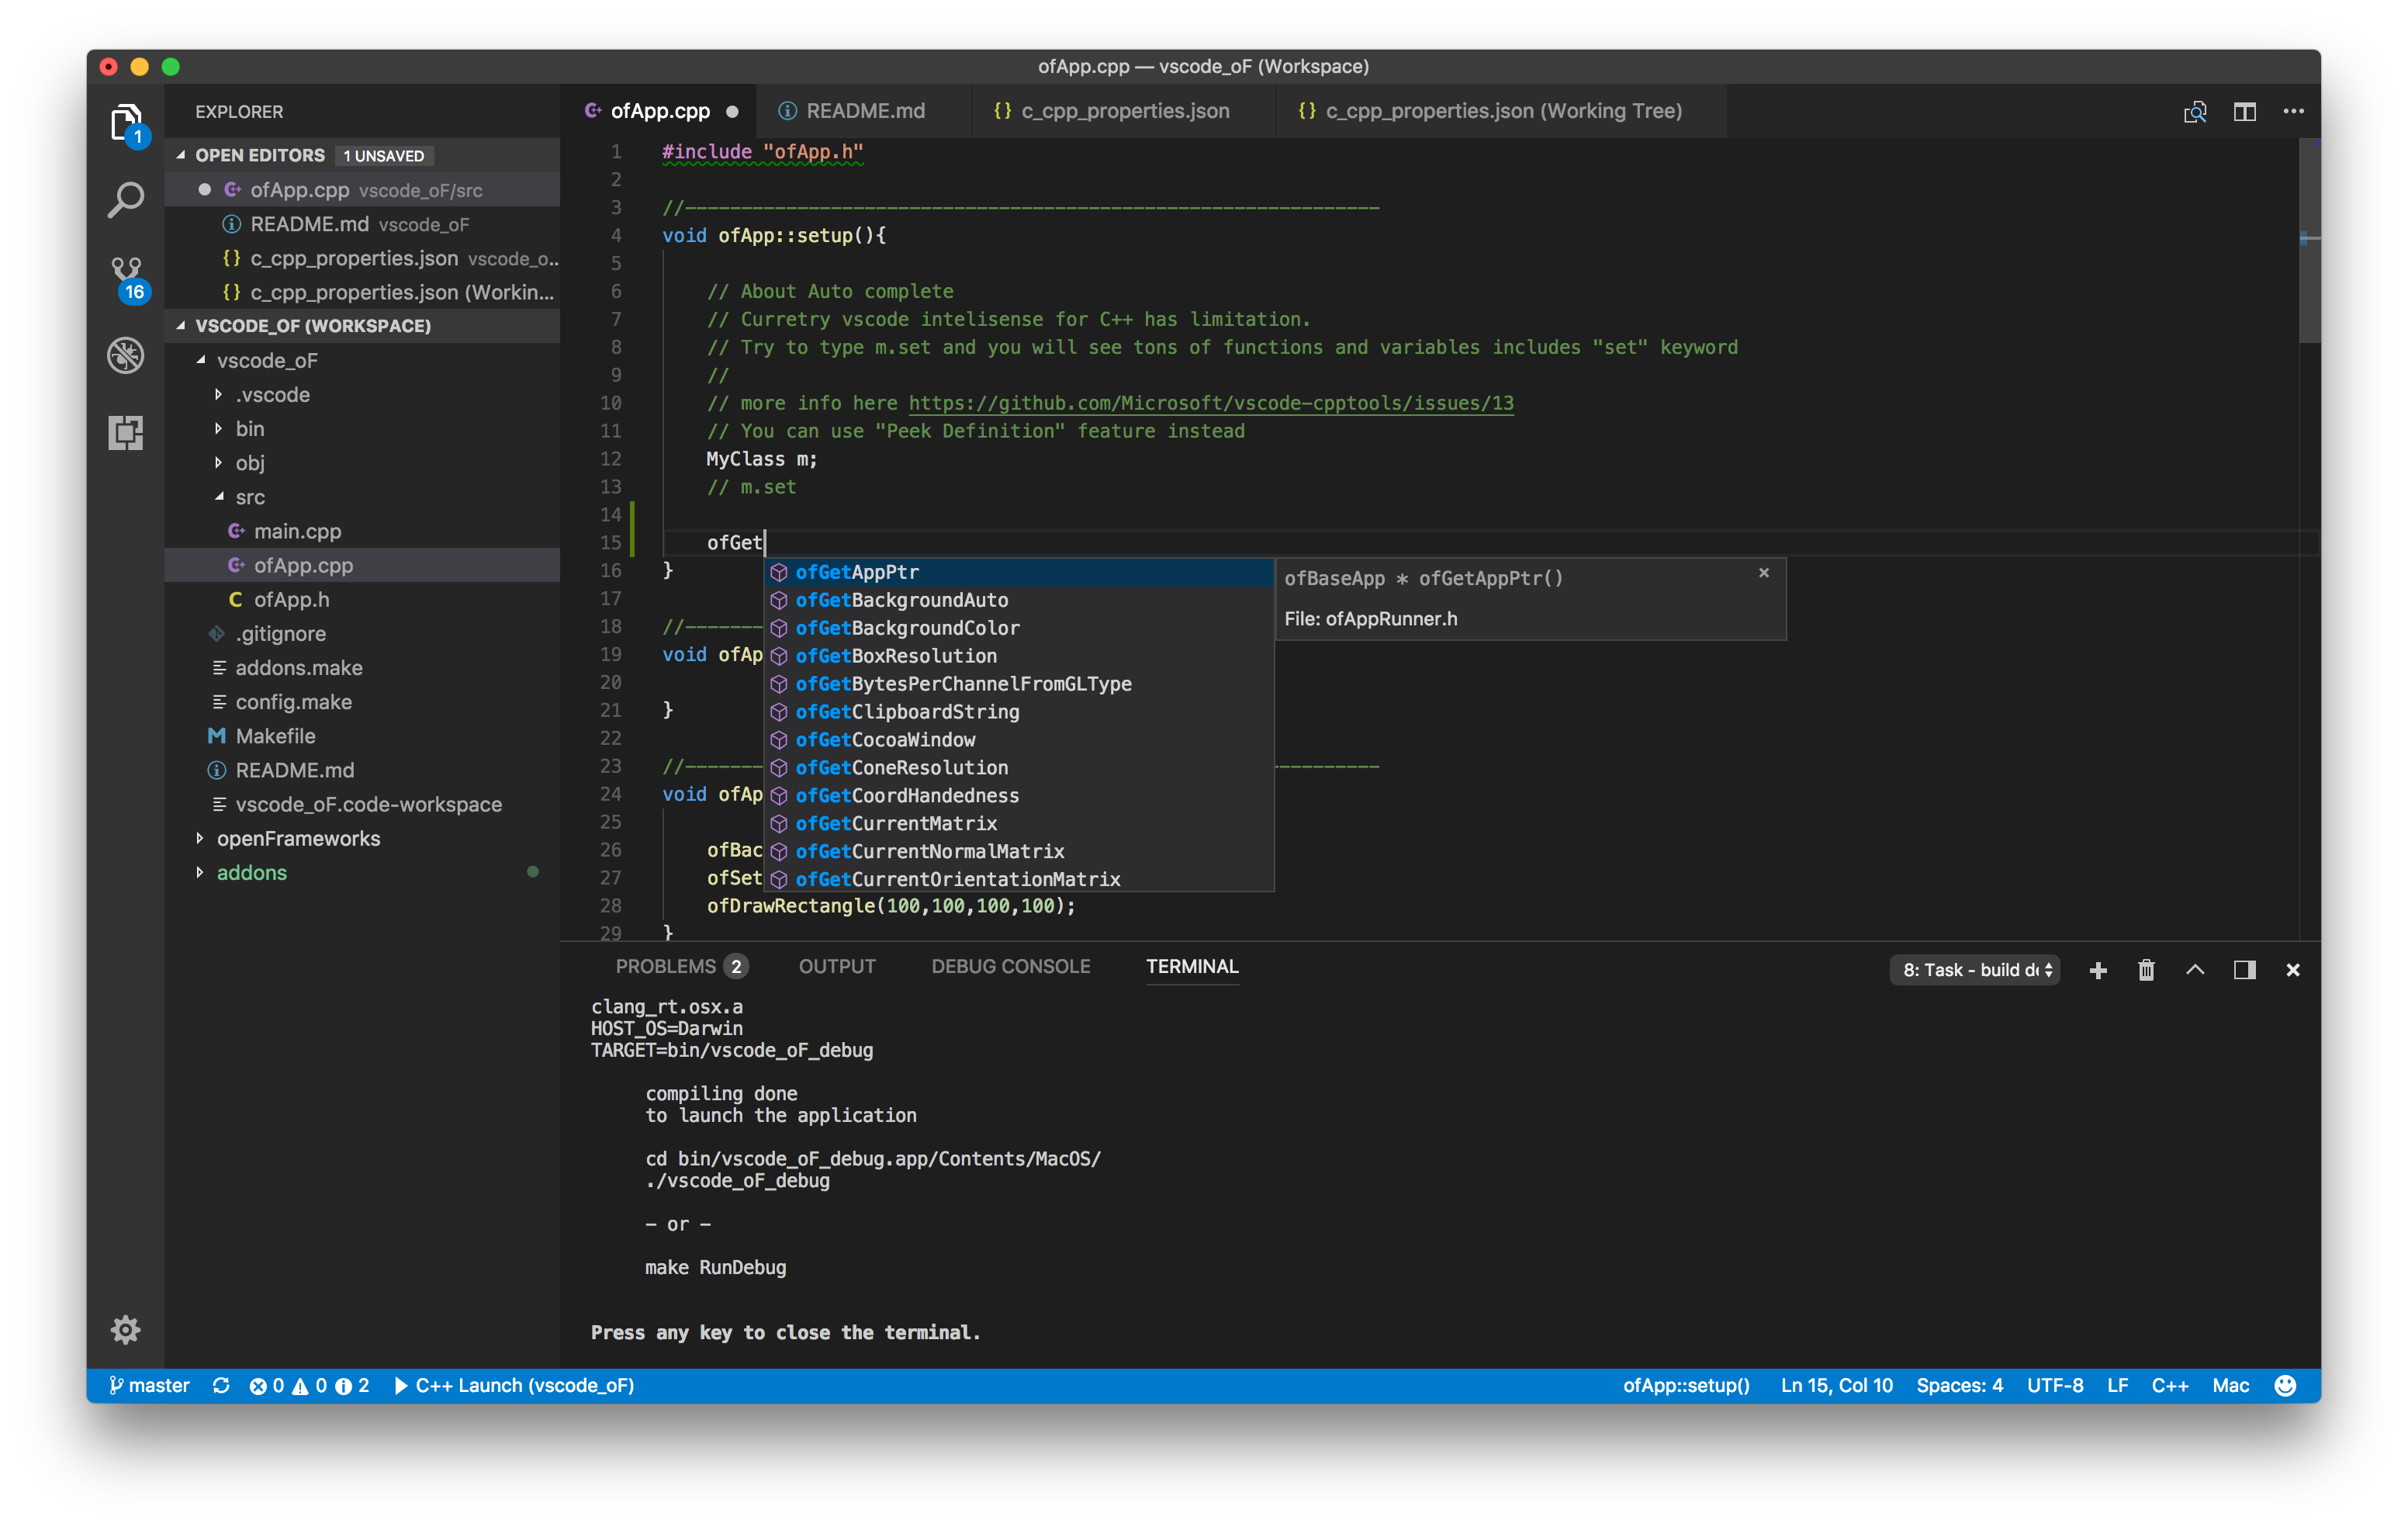 ofApp.cpp — vscode_oF (Workspace)
EXPLORER
1
16
OPEN EDITORS 1 UNSAVED
ofApp.cpp vscode_oF/src
README.md vscode_oF
{} c_cpp_properties.json vscode_o...
{} c_cpp_properties.json (Workin...
VSCODE_OF (WORKSPACE)
vscode_oF
.vscode
bin
obj
src
main.cpp
ofApp.cpp
C ofApp.h
.gitignore
addons.make
config.make
M Makefile
README.md
vscode_oF.code-workspace
openFrameworks
addons
ofApp.cpp
README.md
{} c_cpp_properties.json
{} c_cpp_properties.json (Working Tree)
1 #include "ofApp.h"
2
3 //--------------------------------------------------------------
4 void ofApp::setup(){
5
6 // About Auto complete
7 // Curretry vscode intelisense for C++ has limitation.
8 // Try to type m.set and you will see tons of functions and variables includes "set" keyword
9 //
10 // more info here https://github.com/Microsoft/vscode-cpptools/issues/13
11 // You can use "Peek Definition" feature instead
12 MyClass m;
13 // m.set
14
15 ofGet
16 }
17
18 //-------
19 void ofAp
20
21 }
22
23 //-------
24 void ofAp
25
26 ofBac
27 ofSet
28 ofDrawRectangle(100,100,100,100);
29 }
ofGetAppPtr
ofGetBackgroundAuto
ofGetBackgroundColor
ofGetBoxResolution
ofGetBytesPerChannelFromGLType
ofGetClipboardString
ofGetCocoaWindow
ofGetConeResolution
ofGetCoordHandedness
ofGetCurrentMatrix
ofGetCurrentNormalMatrix
ofGetCurrentOrientationMatrix
ofBaseApp * ofGetAppPtr()
File: ofAppRunner.h
PROBLEMS 2 OUTPUT DEBUG CONSOLE TERMINAL
8: Task - build de
clang_rt.osx.a
HOST_OS=Darwin
TARGET=bin/vscode_oF_debug
compiling done
to launch the application
cd bin/vscode_oF_debug.app/Contents/MacOS/
./vscode_oF_debug
- or -
make RunDebug
Press any key to close the terminal.
master 0 0 2 C++ Launch (vscode_oF)
ofApp::setup() Ln 15, Col 10 Spaces: 4 UTF-8 LF C++ Mac